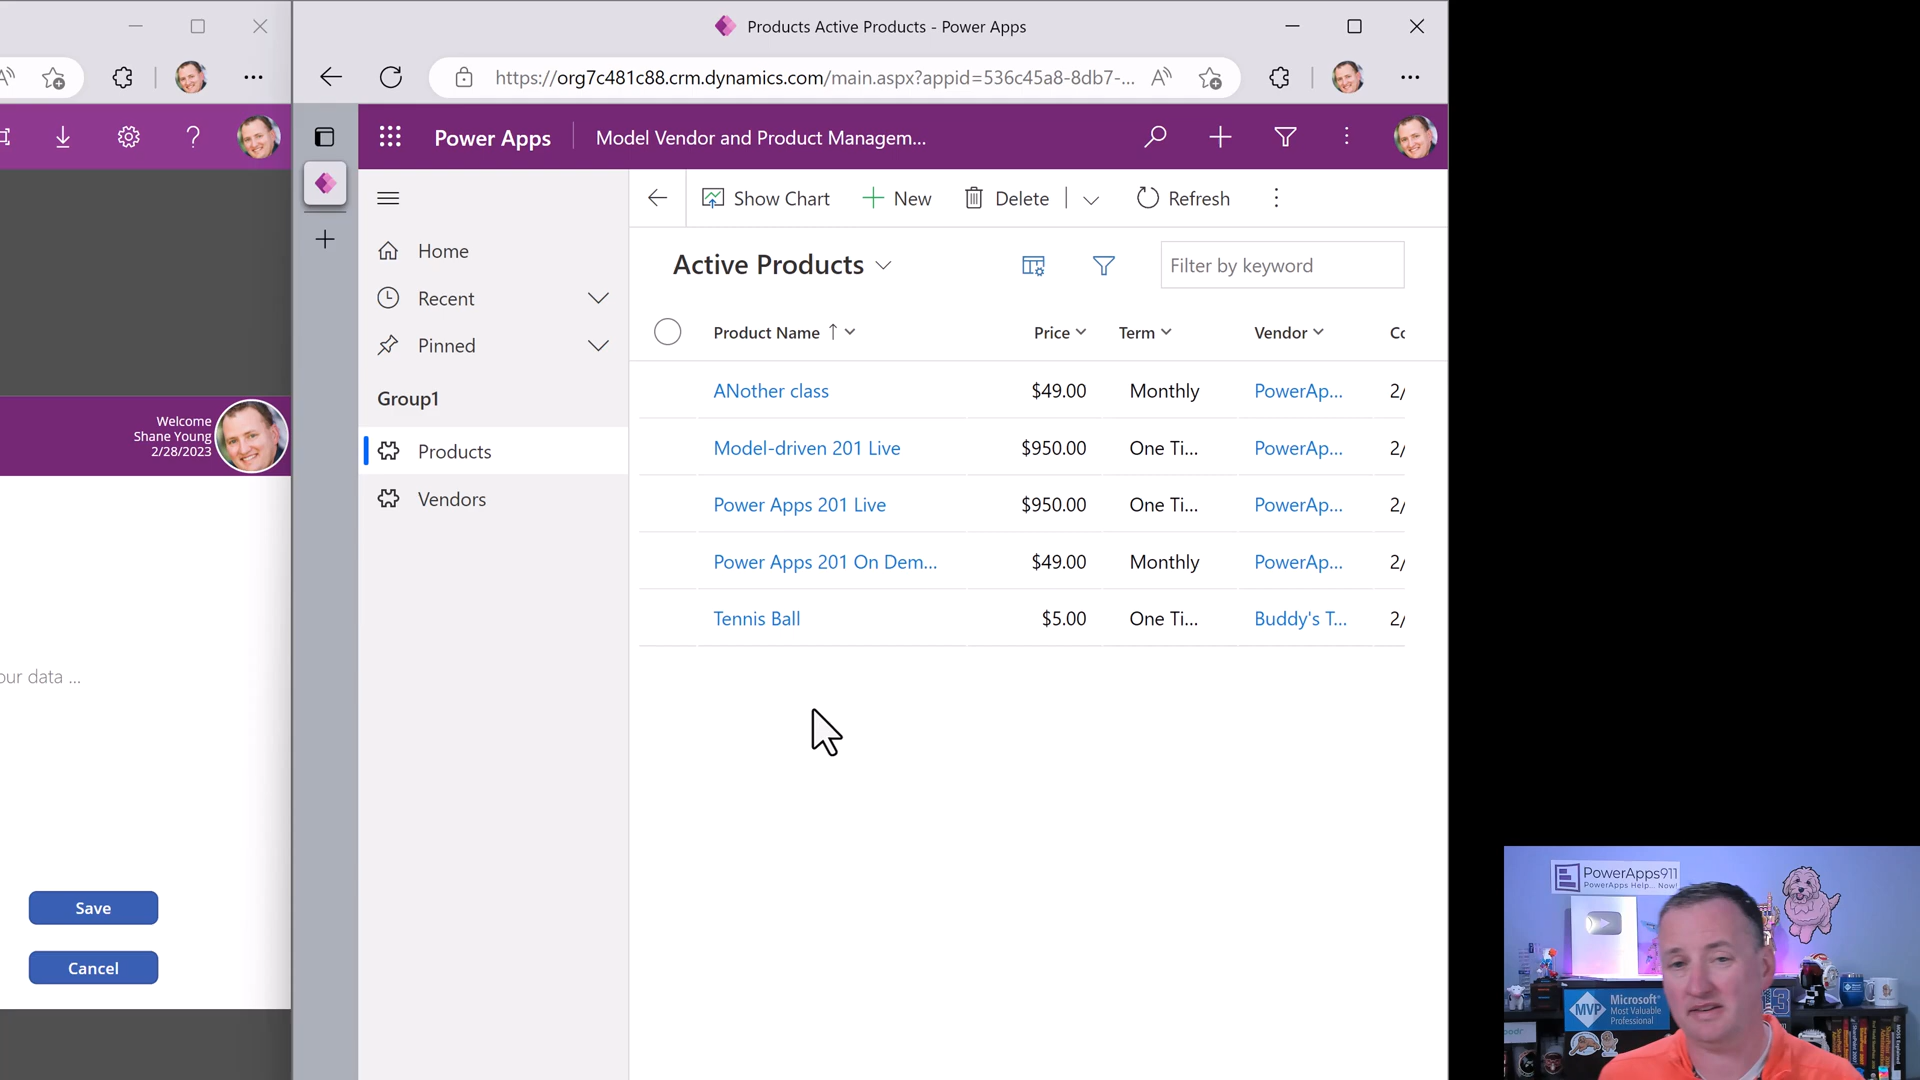 Products Active Products - Power Apps
https://org7c481c88.crm.dynamics.com/main.aspx?appid=536c45a8-8db7-...
Power Apps
Model Vendor and Product Managem...
Show Chart
New
Delete
Refresh
Home
Recent
Pinned
Group1
Products
Vendors
Active Products
Filter by keyword
Product Name
Price
Term
Vendor
ANother class
$49.00
Monthly
PowerAp...
2/
Model-driven 201 Live
$950.00
One Ti...
PowerAp...
2/
Power Apps 201 Live
$950.00
One Ti...
PowerAp...
2/
Power Apps 201 On Dem...
$49.00
Monthly
PowerAp...
2/
Tennis Ball
$5.00
One Ti...
Buddy's T...
2/
Welcome
Shane Young
2/28/2023
our data ...
Save
Cancel
PowerApps911
PowerApps Help... Now!
MVP
Microsoft®
Most Valuable
Professional